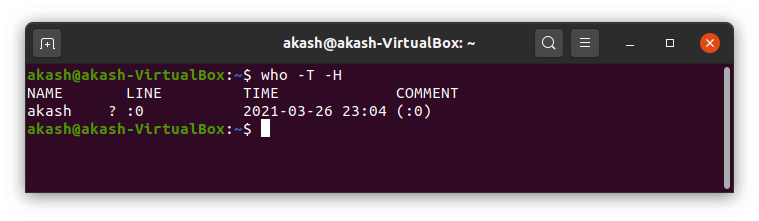 akash@akash-VirtualBox: ~
akash@akash-VirtualBox:~$ who -T -H
NAME       LINE         TIME             COMMENT
akash    ? :0           2021-03-26 23:04 (:0)
akash@akash-VirtualBox:~$